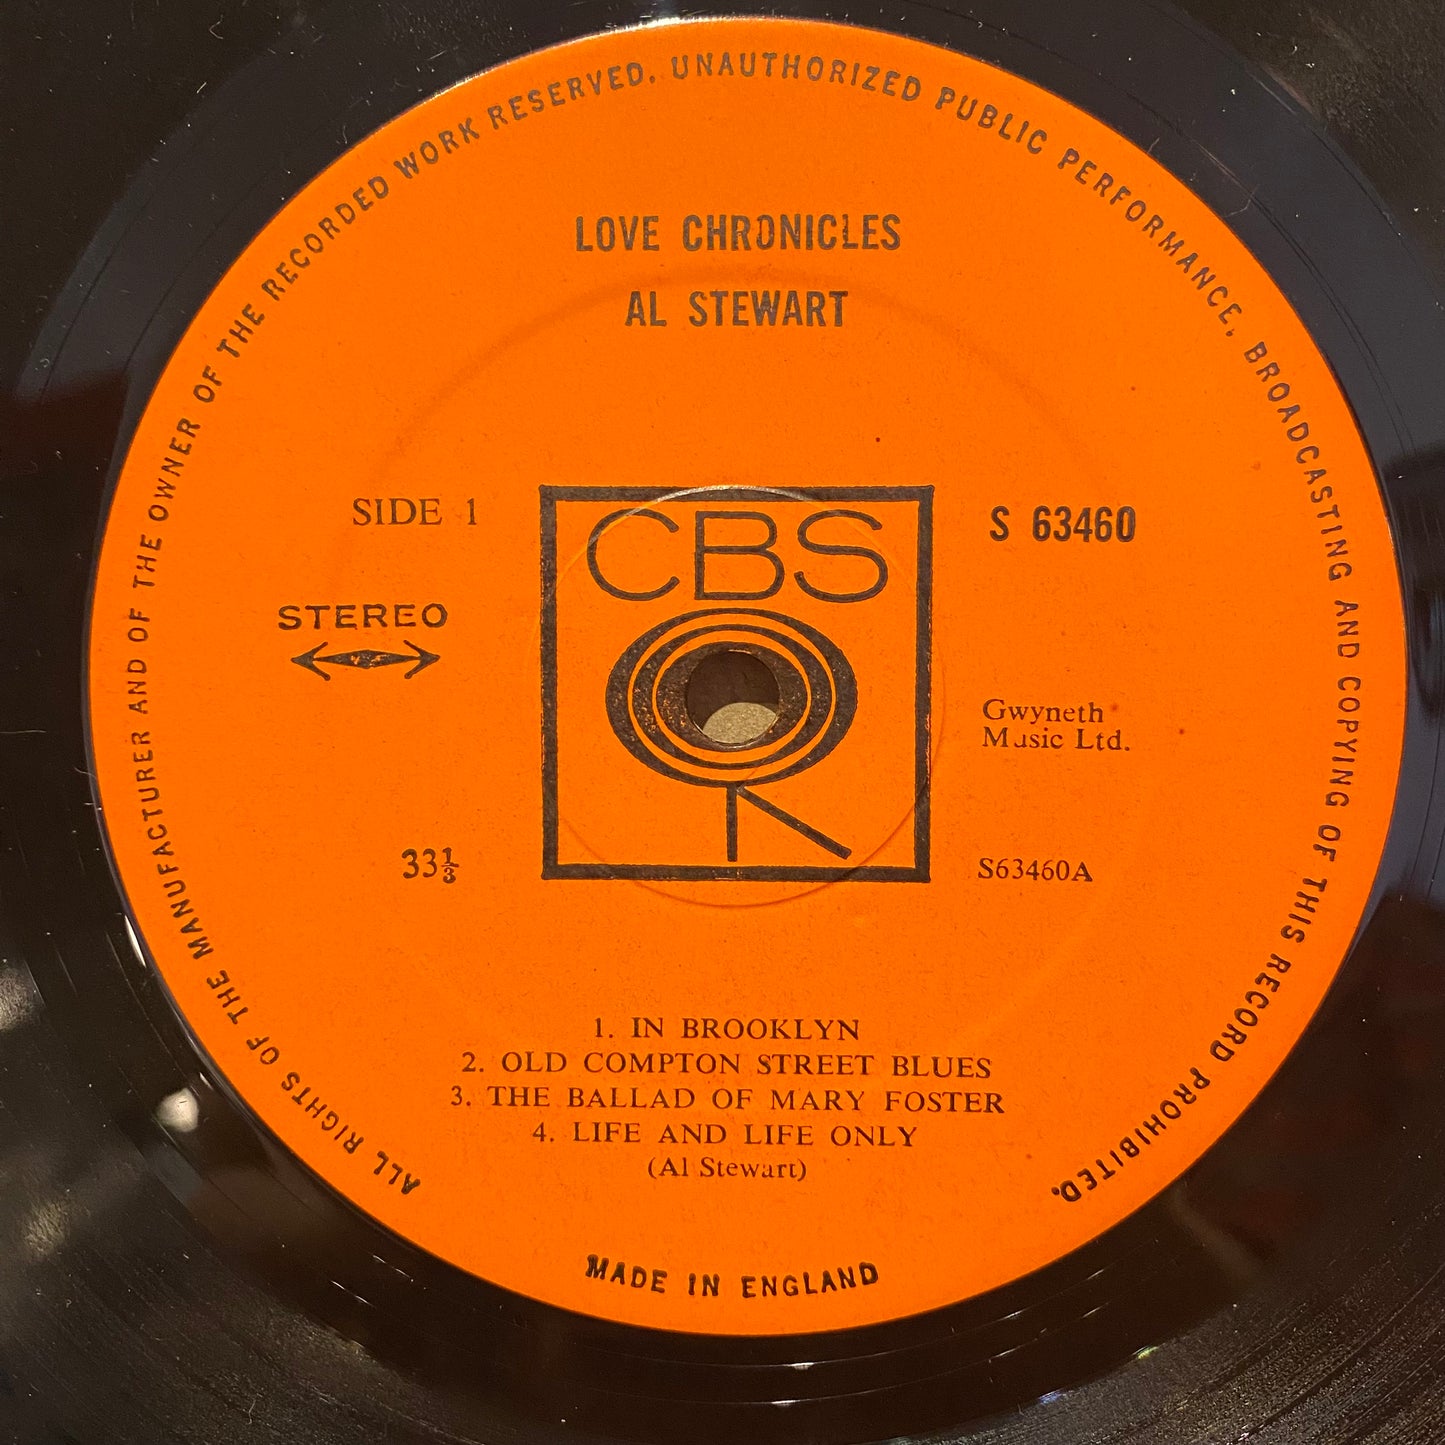 ALL RIGHTS OF THE MANUFACTURER AND OF THE OWNER OF THE RECORDED WORK RESERVED. UNAUTHORIZED PUBLIC PERFORMANCE, BROADCASTING AND COPYING OF THIS RECORD PROHIBITED.
LOVE CHRONICLES
AL STEWART
SIDE 1
CBS
S 63460
STEREO
Gwyneth
Music Ltd.
33⅓
S63460A
1. IN BROOKLYN
2. OLD COMPTON STREET BLUES
3. THE BALLAD OF MARY FOSTER
4. LIFE AND LIFE ONLY
(Al Stewart)
MADE IN ENGLAND